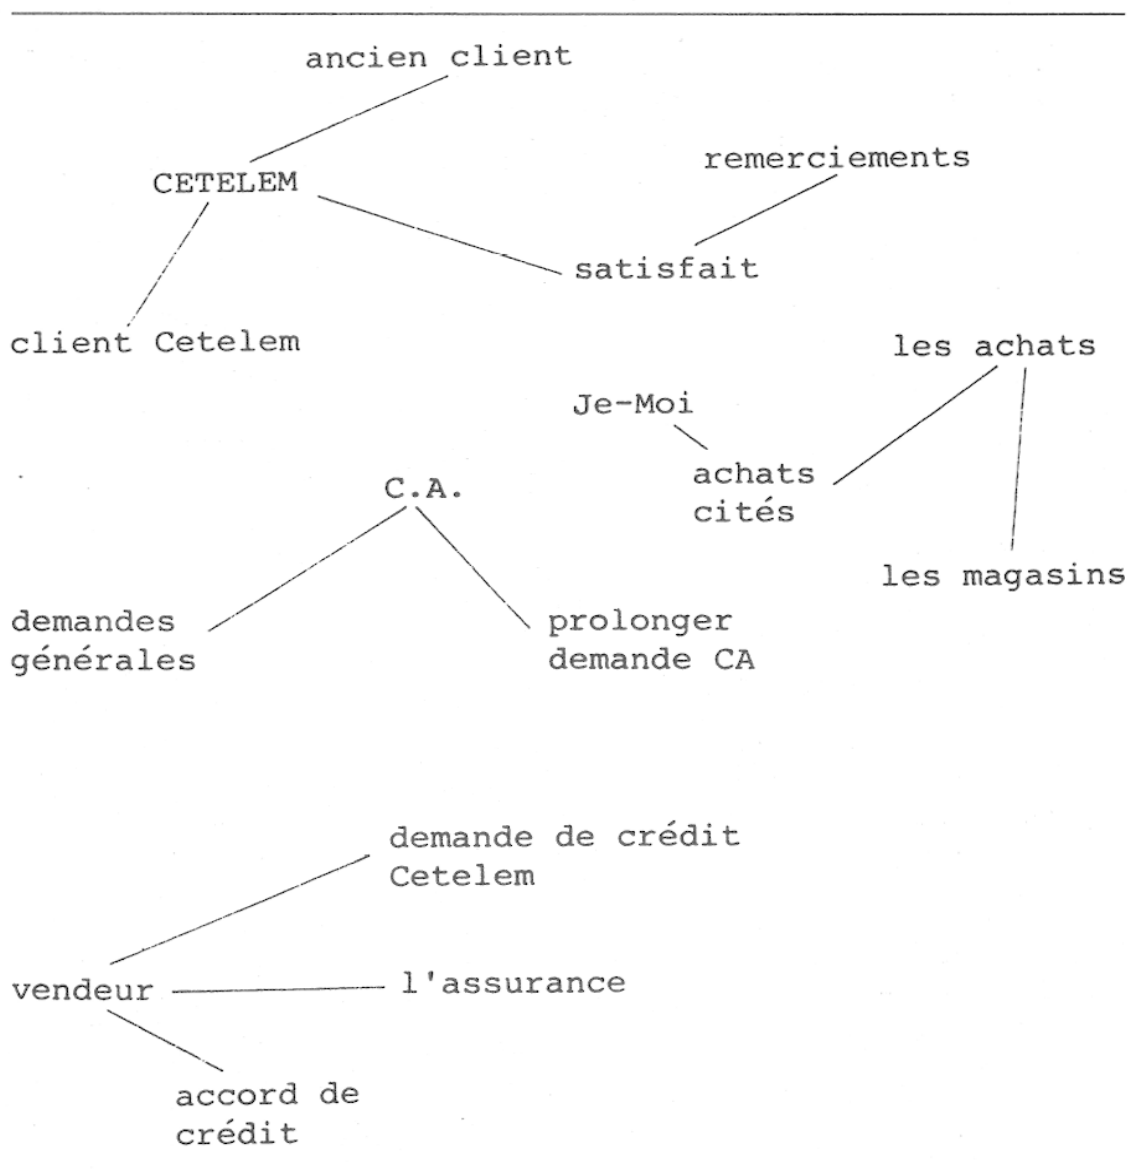 ancien client
remerciements
CETELEM
satisfait
client Cetelem
les achats
Je-Moi
achats
cités
C.A.
les magasins
demandes
générales
prolonger
demande CA
demande de crédit
Cetelem
vendeur
l'assurance
accord de
crédit